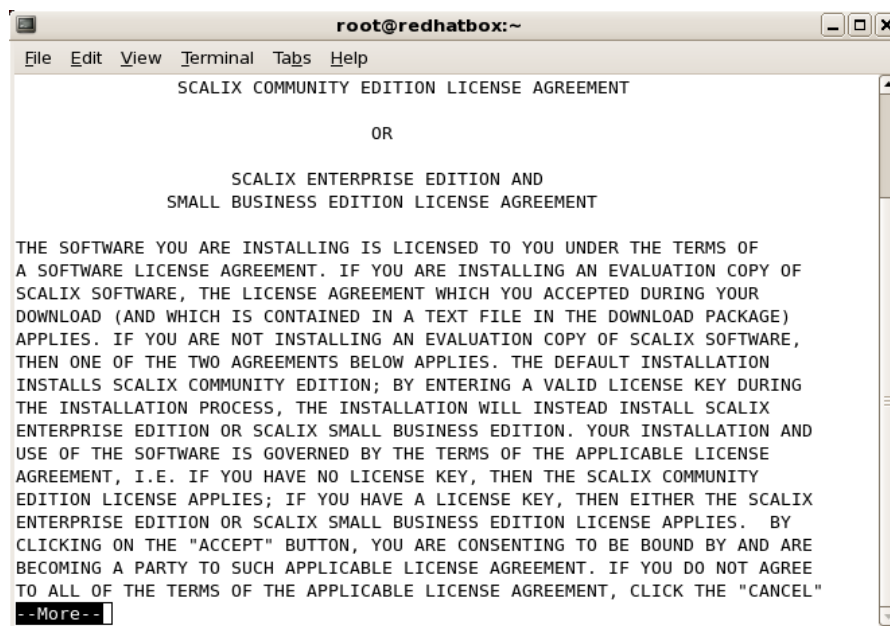 root@redhatbox:~
File Edit View Terminal Tabs Help
SCALIX COMMUNITY EDITION LICENSE AGREEMENT
OR
SCALIX ENTERPRISE EDITION AND
SMALL BUSINESS EDITION LICENSE AGREEMENT
THE SOFTWARE YOU ARE INSTALLING IS LICENSED TO YOU UNDER THE TERMS OF
A SOFTWARE LICENSE AGREEMENT. IF YOU ARE INSTALLING AN EVALUATION COPY OF
SCALIX SOFTWARE, THE LICENSE AGREEMENT WHICH YOU ACCEPTED DURING YOUR
DOWNLOAD (AND WHICH IS CONTAINED IN A TEXT FILE IN THE DOWNLOAD PACKAGE)
APPLIES. IF YOU ARE NOT INSTALLING AN EVALUATION COPY OF SCALIX SOFTWARE,
THEN ONE OF THE TWO AGREEMENTS BELOW APPLIES. THE DEFAULT INSTALLATION
INSTALLS SCALIX COMMUNITY EDITION; BY ENTERING A VALID LICENSE KEY DURING
THE INSTALLATION PROCESS, THE INSTALLATION WILL INSTEAD INSTALL SCALIX
ENTERPRISE EDITION OR SCALIX SMALL BUSINESS EDITION. YOUR INSTALLATION AND
USE OF THE SOFTWARE IS GOVERNED BY THE TERMS OF THE APPLICABLE LICENSE
AGREEMENT, I.E. IF YOU HAVE NO LICENSE KEY, THEN THE SCALIX COMMUNITY
EDITION LICENSE APPLIES; IF YOU HAVE A LICENSE KEY, THEN EITHER THE SCALIX
ENTERPRISE EDITION OR SCALIX SMALL BUSINESS EDITION LICENSE APPLIES.  BY
CLICKING ON THE "ACCEPT" BUTTON, YOU ARE CONSENTING TO BE BOUND BY AND ARE
BECOMING A PARTY TO SUCH APPLICABLE LICENSE AGREEMENT. IF YOU DO NOT AGREE
TO ALL OF THE TERMS OF THE APPLICABLE LICENSE AGREEMENT, CLICK THE "CANCEL"
--More--